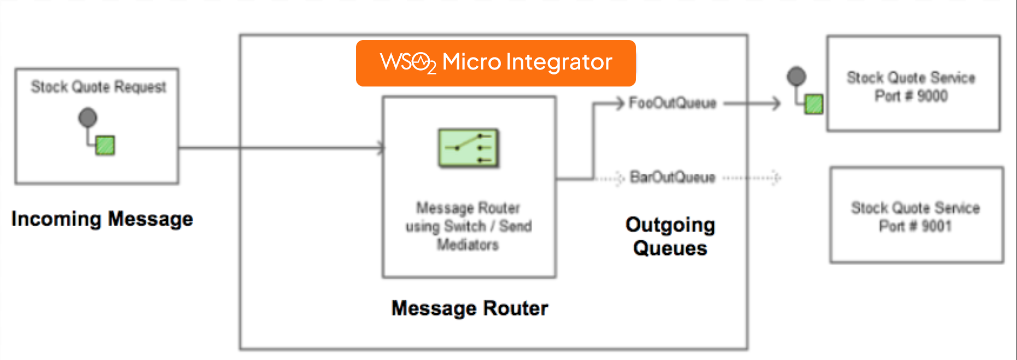 WSO2 Micro Integrator
Stock Quote Request
Incoming Message
Message Router
using Switch / Send
Mediators
Message Router
FooOutQueue
BarOutQueue
Outgoing
Queues
Stock Quote Service
Port # 9000
Stock Quote Service
Port # 9001